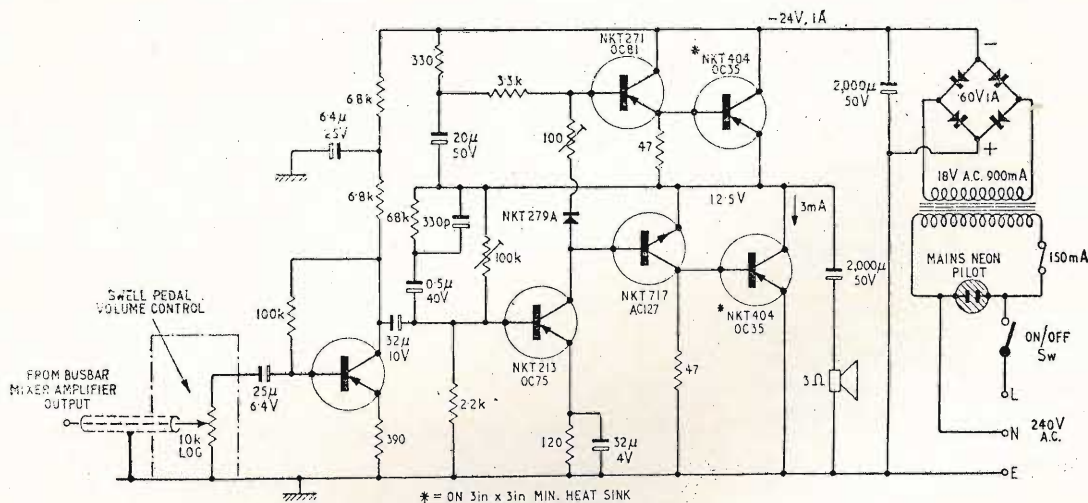 -24V, 1A
NKT271
OC81
*
NKT404
OC35
330
3.3k
68k
6.4µ
25V
20µ
50V
100
47
2,000µ
50V
−
60V 1A
+
18V A.C. 900mA
6.8k
68k
330p
12.5V
3mA
NKT279A
100k
150mA
MAINS NEON
PILOT
SWELL PEDAL
VOLUME CONTROL
100k
0.5µ
40V
NKT717
AC127
*NKT404
OC35
2,000µ
50V
ON/OFF
Sw
32µ
10V
NKT213
OC75
FROM BUSBAR
MIXER AMPLIFIER
OUTPUT
25µ
6.4V
2.2k
47
3Ω
L
10k
LOG
390
120
32µ
4V
N
240V
A.C.
E
* = ON 3in x 3in MIN. HEAT SINK